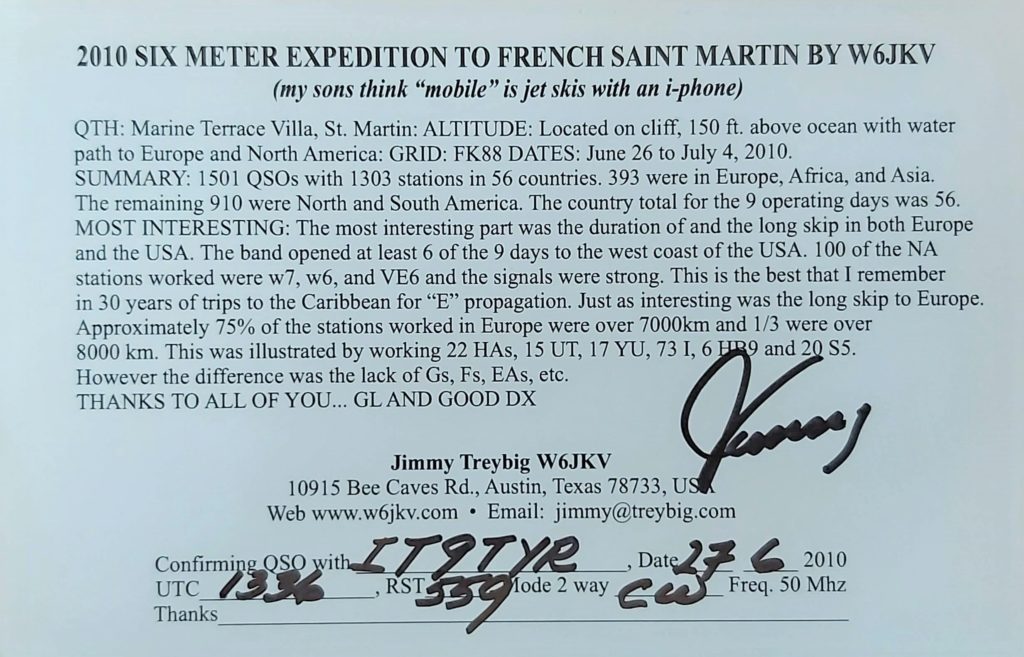 2010 SIX METER EXPEDITION TO FRENCH SAINT MARTIN BY W6JKV
(my sons think “mobile” is jet skis with an i-phone)
QTH: Marine Terrace Villa, St. Martin: ALTITUDE: Located on cliff, 150 ft. above ocean with water
path to Europe and North America: GRID: FK88 DATES: June 26 to July 4, 2010.
SUMMARY: 1501 QSOs with 1303 stations in 56 countries. 393 were in Europe, Africa, and Asia.
The remaining 910 were North and South America. The country total for the 9 operating days was 56.
MOST INTERESTING: The most interesting part was the duration of and the long skip in both Europe
and the USA. The band opened at least 6 of the 9 days to the west coast of the USA. 100 of the NA
stations worked were w7, w6, and VE6 and the signals were strong. This is the best that I remember
in 30 years of trips to the Caribbean for “E” propagation. Just as interesting was the long skip to Europe.
Approximately 75% of the stations worked in Europe were over 7000km and 1/3 were over
8000 km. This was illustrated by working 22 HAs, 15 UT, 17 YU, 73 I, 6 HB9 and 20 S5.
However the difference was the lack of Gs, Fs, EAs, etc.
THANKS TO ALL OF YOU... GL AND GOOD DX
Jimmy
Jimmy Treybig W6JKV
10915 Bee Caves Rd., Austin, Texas 78733, USA
Web www.w6jkv.com • Email: jimmy@treybig.com
Confirming QSO with IT9TYR, Date 27 6 2010
UTC 1336, RST 559 Mode 2 way CW Freq. 50 Mhz
Thanks